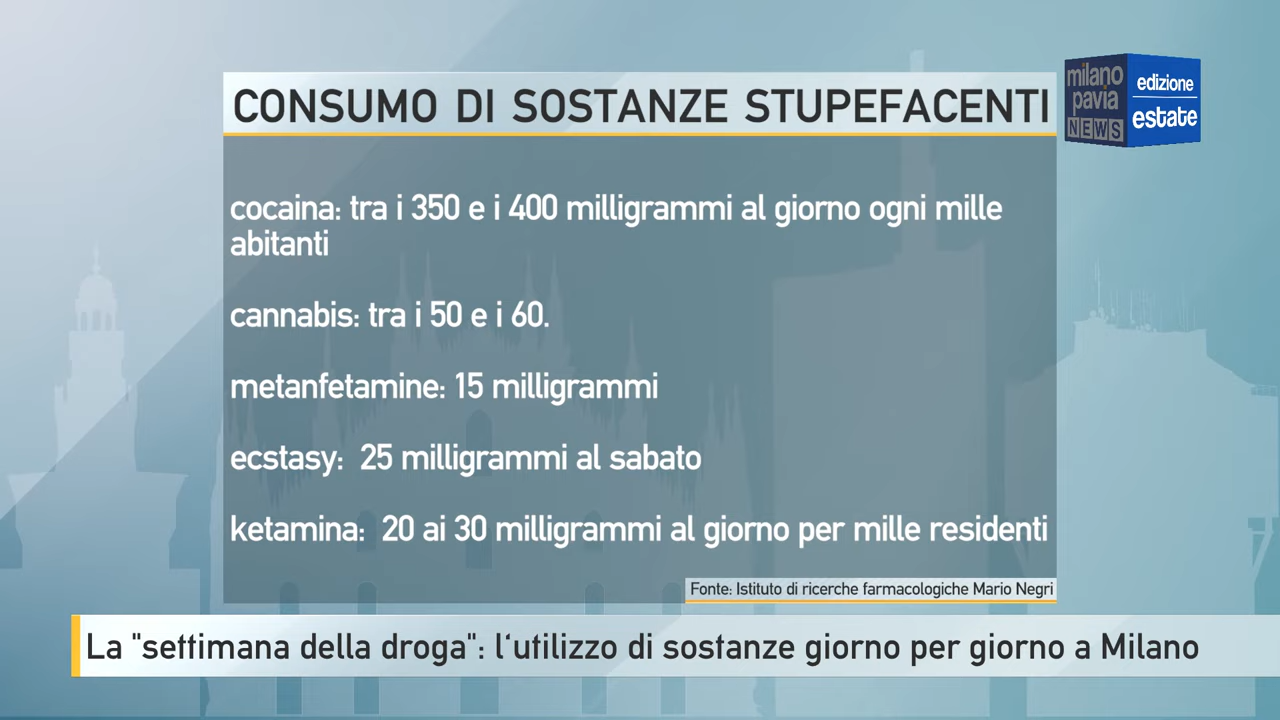 CONSUMO DI SOSTANZE STUPEFACENTI
milano
pavia
NEWS
edizione
estate
cocaina: tra i 350 e i 400 milligrammi al giorno ogni mille
abitanti
cannabis: tra i 50 e i 60.
metanfetamine: 15 milligrammi
ecstasy:  25 milligrammi al sabato
ketamina:  20 ai 30 milligrammi al giorno per mille residenti
Fonte: Istituto di ricerche farmacologiche Mario Negri
La "settimana della droga": l‘utilizzo di sostanze giorno per giorno a Milano